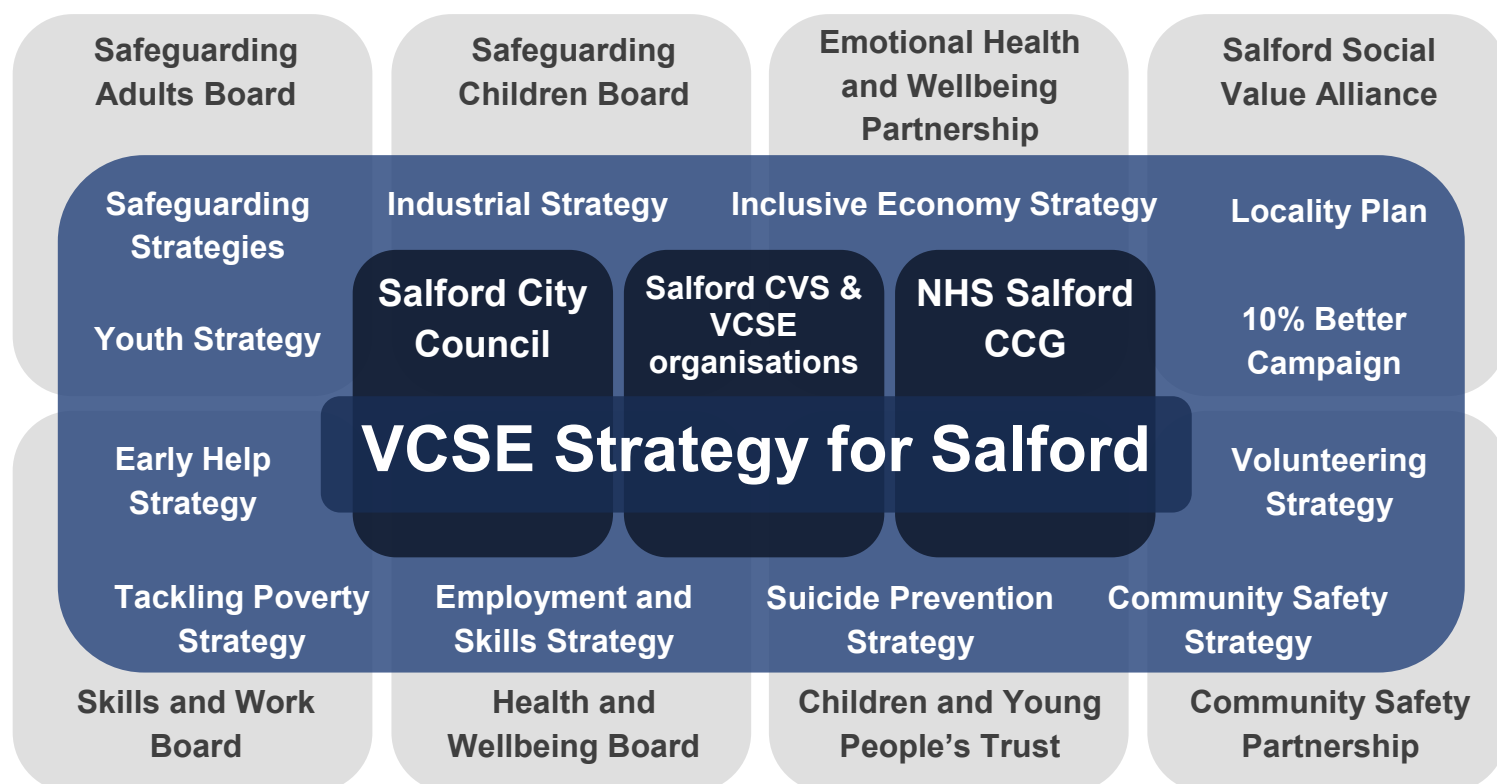 Safeguarding
Adults Board
Safeguarding
Children Board
Emotional Health
and Wellbeing
Partnership
Salford Social
Value Alliance
Safeguarding
Strategies
Industrial Strategy
Inclusive Economy Strategy
Locality Plan
Youth Strategy
Salford City
Council
Salford CVS &
VCSE
organisations
NHS Salford
CCG
10% Better
Campaign
VCSE Strategy for Salford
Early Help
Strategy
Volunteering
Strategy
Tackling Poverty
Strategy
Employment and
Skills Strategy
Suicide Prevention
Strategy
Community Safety
Strategy
Skills and Work
Board
Health and
Wellbeing Board
Children and Young
People’s Trust
Community Safety
Partnership